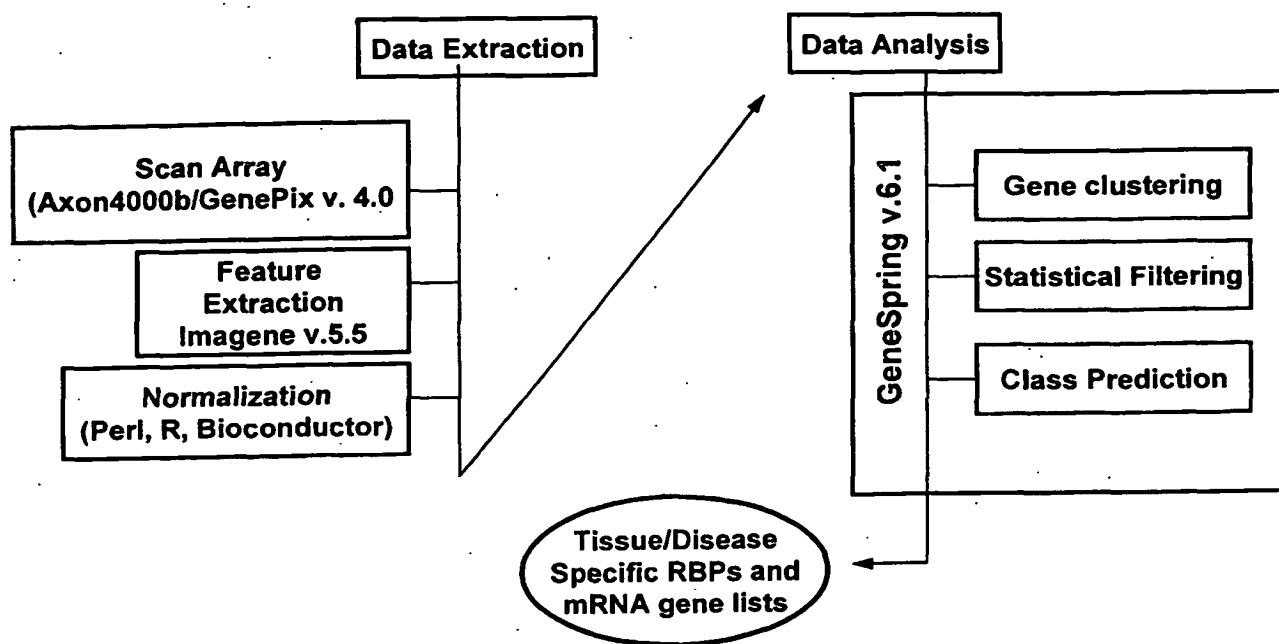 Data Extraction
Scan Array
(Axon4000b/GenePix v. 4.0
Feature
Extraction
Imagene v.5.5
Normalization
(Perl, R, Bioconductor)
Data Analysis
GeneSpring v.6.1
Gene clustering
Statistical Filtering
Class Prediction
Tissue/Disease
Specific RBPs and
mRNA gene lists